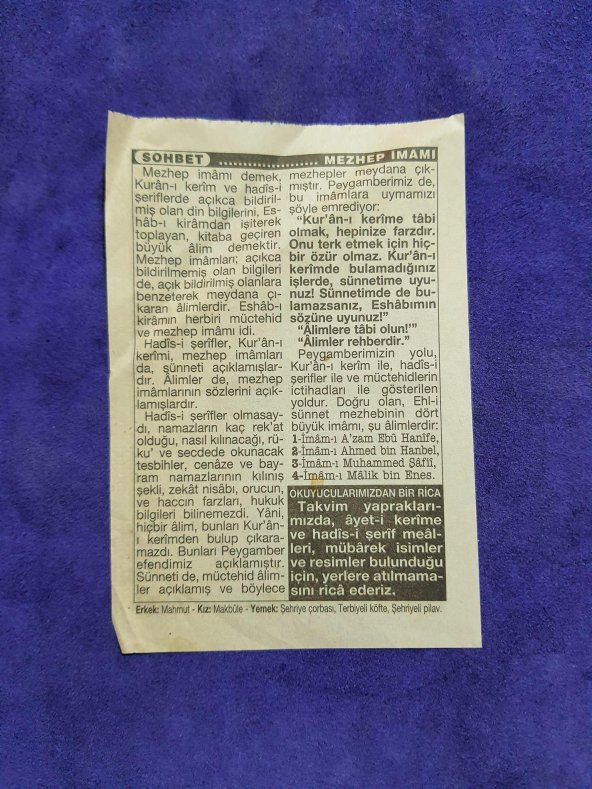 SOHBET .................... MEZHEP İMÂMI
Mezhep imâmı demek,
Kurân-ı kerîm ve hadîs-i
şeriflerde açıkca bildiril-
miş olan din bilgilerini, Es-
hâb-ı kirâmdan işiterek
toplayan, kitaba geçiren
büyük âlim demektir.
Mezhep imâmları; açıkca
bildirilmemiş olan bilgileri
de, açık bildirilmiş olanlara
benzeterek meydana çı-
karan âlimlerdir. Eshâb-ı
kirâmın herbiri müctehid
ve mezhep imâmı idi.
Hadîs-i şerifler, Kur'ân-ı
kerîmi, mezhep imâmları
da, sünneti açıklamışlar-
dır. Âlimler de, mezhep
imâmlarının sözlerini açık-
lamışlardır.
Hadîs-i şerîfler olmasay-
dı, namazların kaç rek'at
olduğu, nasıl kılınacağı, rü-
ku' ve secdede okunacak
tesbihler, cenâze ve bay-
ram namazlarının kılınış
şekli, zekât nisâbı, orucun,
ve haccın farzları, hukuk
bilgileri bilinemezdi. Yâni,
hiçbir âlim, bunları Kur'ân-
ı kerimden bulup çıkara-
mazdı. Bunları Peygamber
efendimiz açıklamıştır.
Sünneti de, müctehid âlim-
ler açıklamış ve böylece
mezhepler meydana çık-
mıştır. Peygamberimiz de,
bu imâmlara uymamızı
şöyle emrediyor:
“Kur'ân-ı kerîme tâbi
olmak, hepinize farzdır.
Onu terk etmek için hiç-
bir özür olmaz. Kur'ân-ı
kerîmde bulamadığınız
işlerde, sünnetime uyu-
nuz! Sünnetimde de bu-
lamazsanız, Eshâbımın
sözüne uyunuz!”
“Âlimlere tâbi olun!’”
“Âlimler rehberdir.”
Peygamberimizin yolu,
Kur'ân-ı kerîm ile, hadîs-i
şerifler ile ve müctehidlerin
ictihadları ile gösterilen
yoldur. Doğru olan, Ehl-i
sünnet mezhebinin dört
büyük imâmı, şu âlimlerdir:
1-İmâm-ı A'zam Ebû Hanîfe,
2-İmâm-ı Ahmed bin Hanbel,
3-İmâm-ı Muhammed Şâfiî,
4-İmâm-ı Mâlik bin Enes.
OKUYUCULARIMIZDAN BİR RİCA
Takvim yaprakları-
mızda, âyet-i kerîme
ve hadîs-i şerîf meâl-
leri, mübârek isimler
ve resimler bulunduğu
için, yerlere atılmama-
sını ricâ ederiz.
Erkek: Mahmut - Kız: Makbûle - Yemek: Şehriye çorbası, Terbiyeli köfte, Şehriyeli pilav.